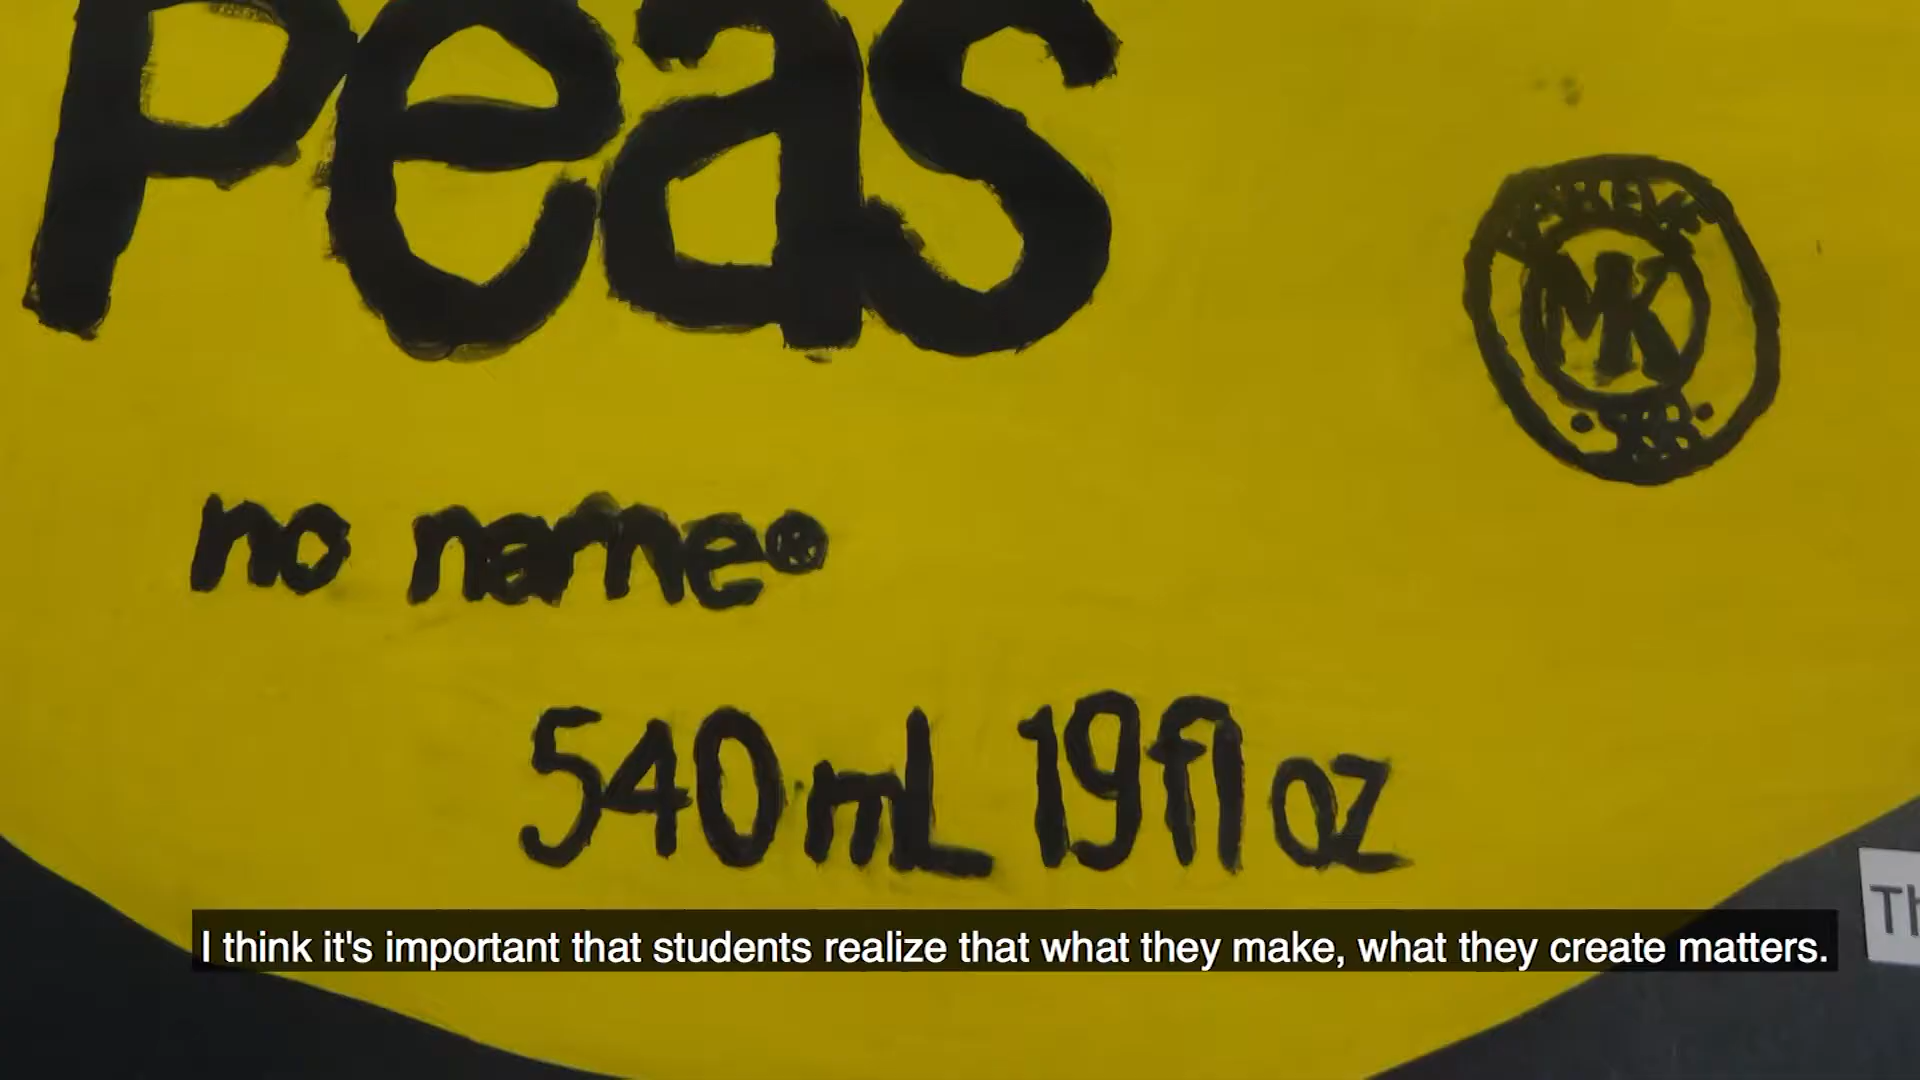 Peas
MK
no name®
540 mL 19 fl oz
Th
I think it's important that students realize that what they make, what they create matters.